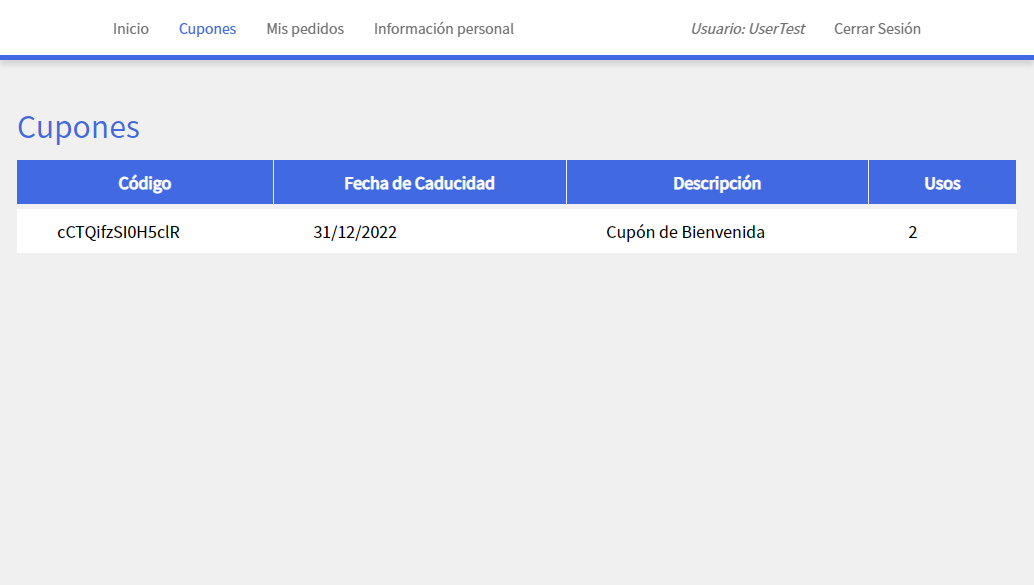 Inicio Cupones Mis pedidos Información personal Usuario: UserTest Cerrar Sesión
Cupones
Código Fecha de Caducidad Descripción Usos
cCTQifzSI0H5clR 31/12/2022 Cupón de Bienvenida 2